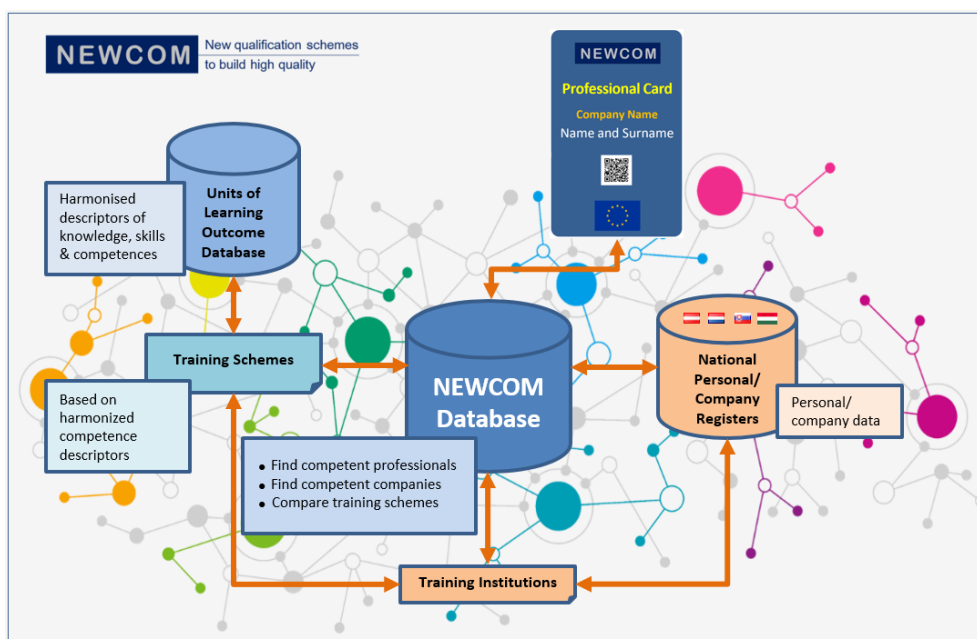 NEWCOM
New qualification schemes
to build high quality
NEWCOM
Professional Card
Company Name
Name and Surname
Units of
Learning
Outcome
Database
Harmonised
descriptors of
knowledge, skills
& competences
Training Schemes
Based on
harmonized
competence
descriptors
NEWCOM
Database
National
Personal/
Company
Registers
Personal/
company data
• Find competent professionals
• Find competent companies
• Compare training schemes
Training Institutions